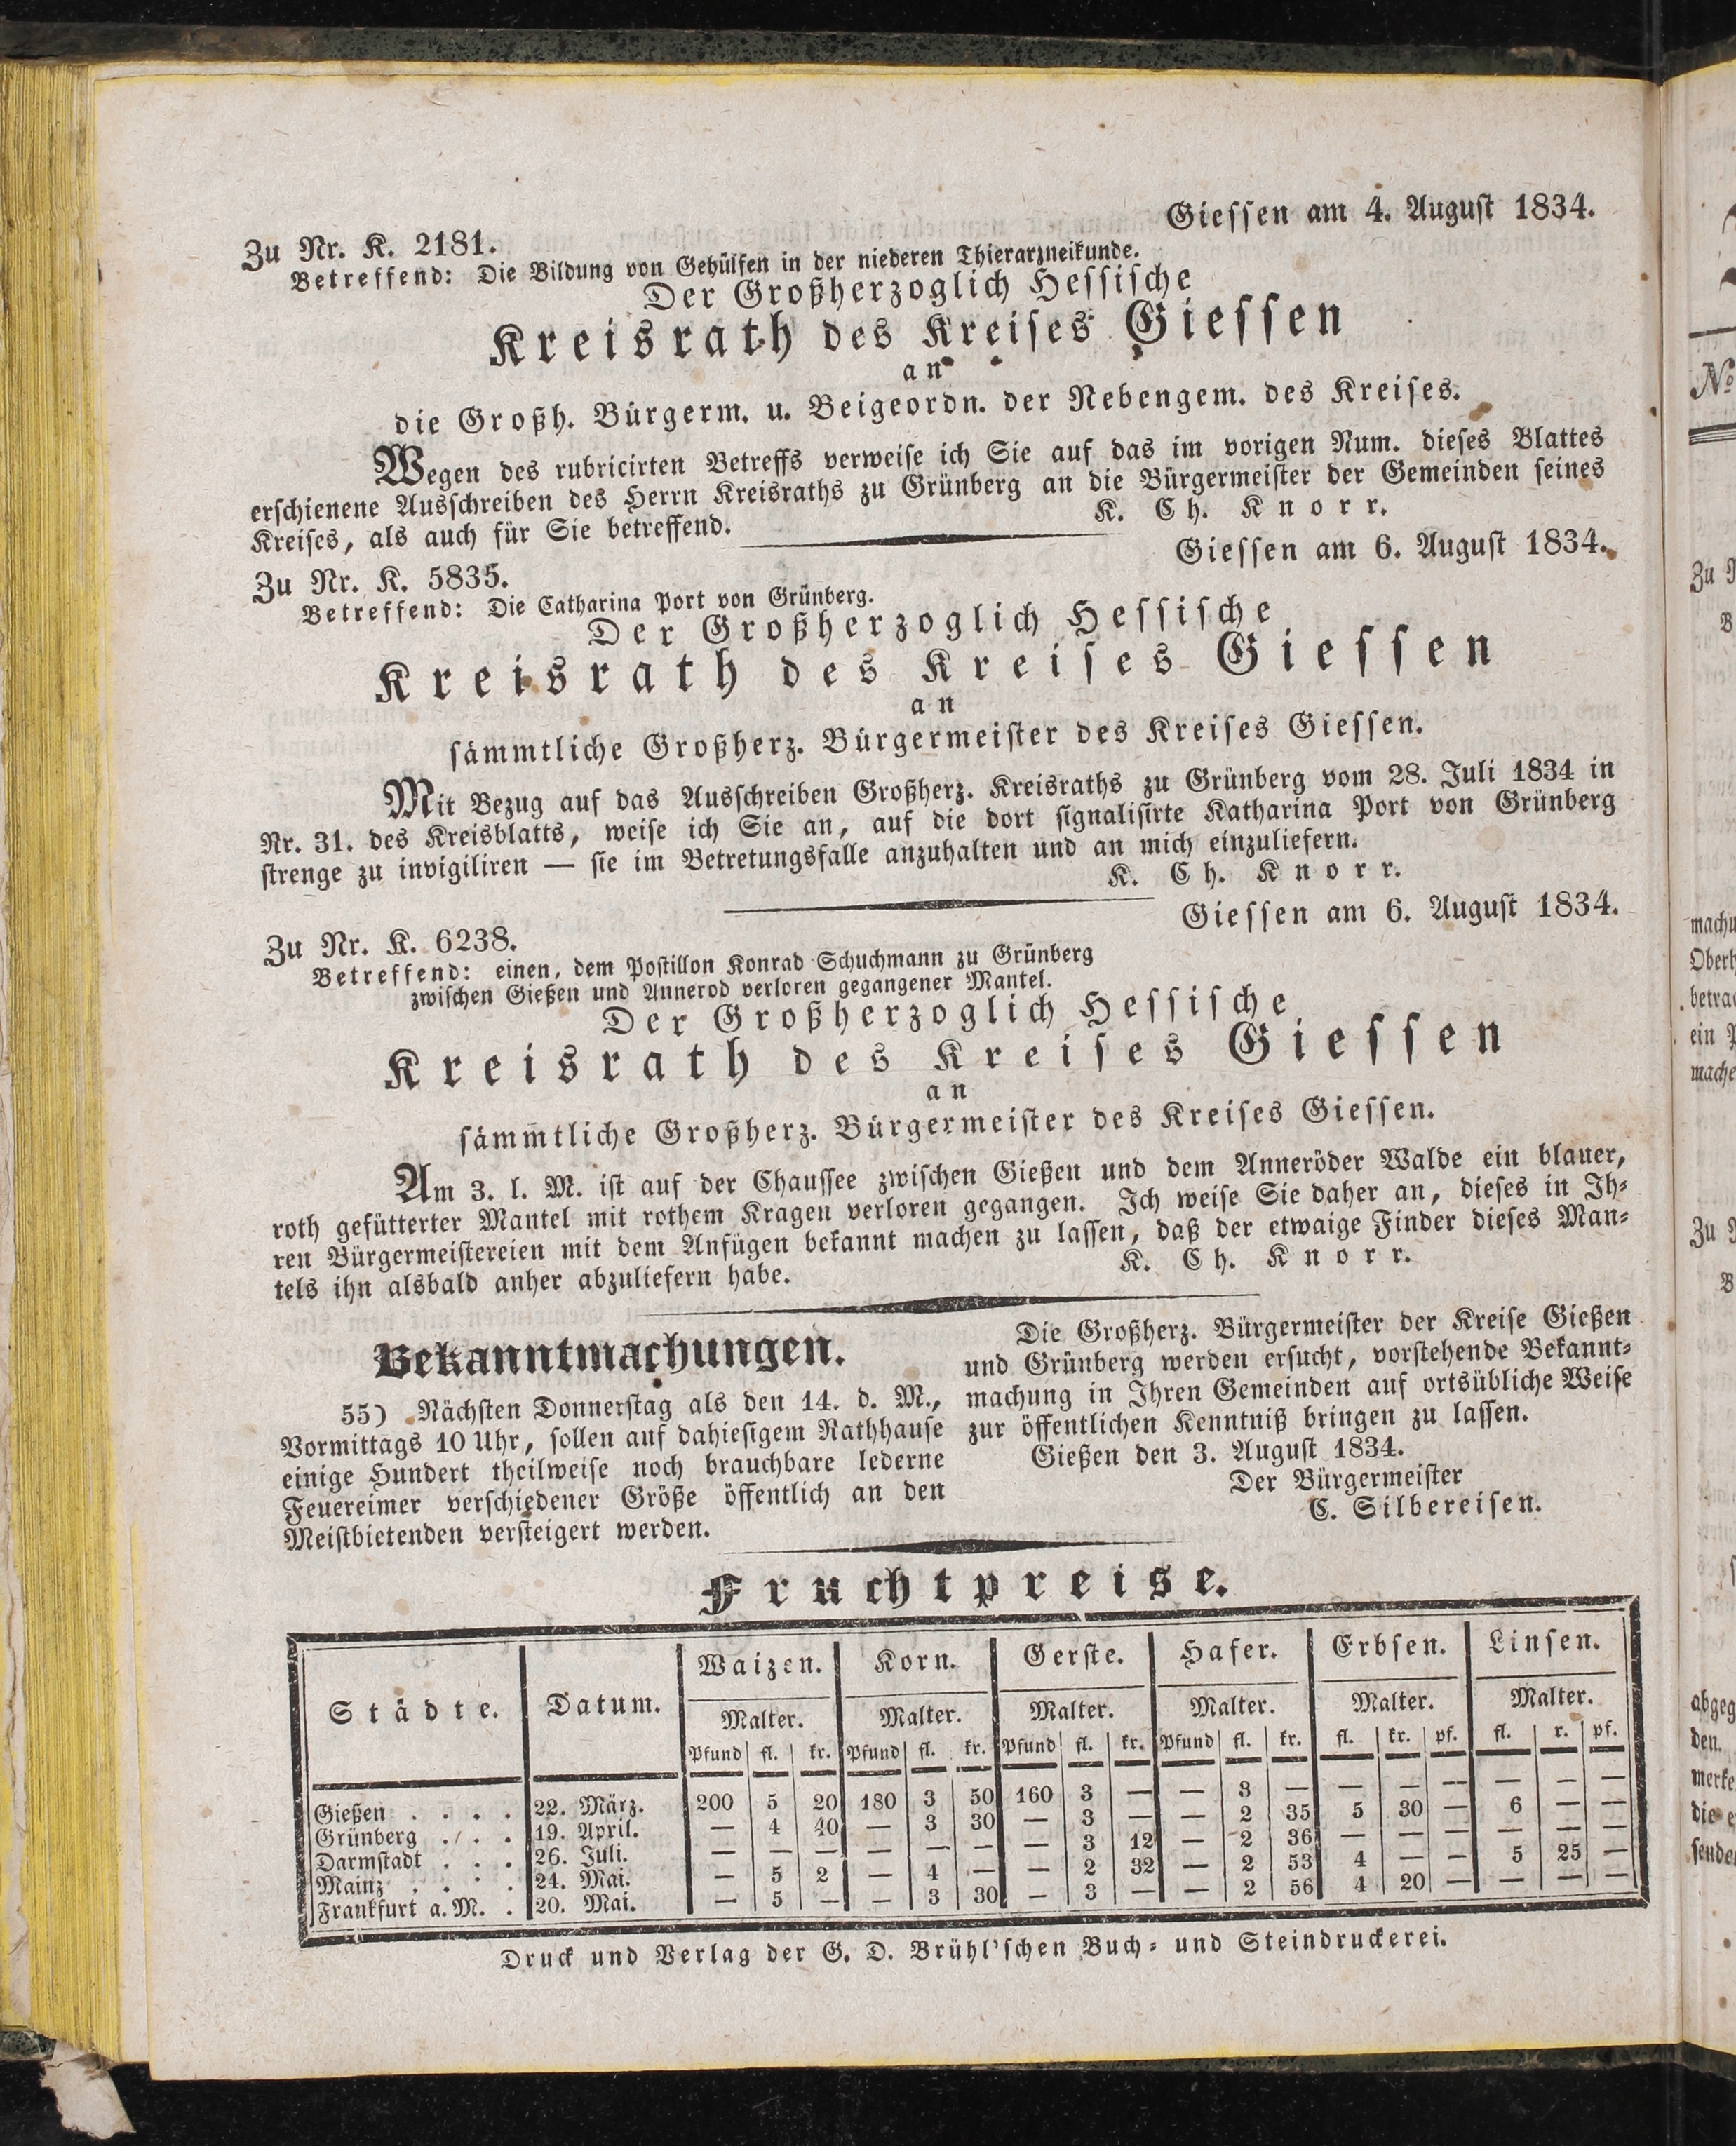 Giessen am 4. August 1834.
Zu Nr. K. 2181.
Betreffend: Die Bildung von Gehülfen in der niederen Thierarzneikunde.
Der Großherzoglich Hessische
Kreisrath des Kreises Giessen
an
die Großh. Bürgerm. u. Beigeordn. der Nebengem. des Kreises.
Wegen des rubricirten Betreffs verweise ich Sie auf das im vorigen Num. dieses Blattes
erschienene Ausschreiben des Herrn Kreisraths zu Grünberg an die Bürgermeister der Gemeinden seines
Kreises, als auch für Sie betreffend.
K. Ch. Knorr.
Giessen am 6. August 1834.
Zu Nr. K. 5835.
Betreffend: Die Catharina Port von Grünberg.
Der Großherzoglich Hessische
Kreisrath des Kreises Giessen
an
sämmtliche Großherz. Bürgermeister des Kreises Giessen.
Mit Bezug auf das Ausschreiben Großherz. Kreisraths zu Grünberg vom 28. Juli 1834 in
Nr. 31. des Kreisblatts, weise ich Sie an, auf die dort signalisirte Katharina Port von Grünberg
strenge zu invigiliren — sie im Betretungsfalle anzuhalten und an mich einzuliefern.
K. Ch. Knorr.
Giessen am 6. August 1834.
Zu Nr. K. 6238.
Betreffend: einen, dem Postillon Konrad Schuchmann zu Grünberg
zwischen Gießen und Annerod verloren gegangener Mantel.
Der Großherzoglich Hessische
Kreisrath des Kreises Giessen
an
sämmtliche Großherz. Bürgermeister des Kreises Giessen.
Am 3. l. M. ist auf der Chaussee zwischen Gießen und dem Anneröder Walde ein blauer,
roth gefütterter Mantel mit rothem Kragen verloren gegangen. Ich weise Sie daher an, dieses in Ih-
ren Bürgermeistereien mit dem Anfügen bekannt machen zu lassen, daß der etwaige Finder dieses Man-
tels ihn alsbald anher abzuliefern habe.
K. Ch. Knorr.
Bekanntmachungen.
55) Nächsten Donnerstag als den 14. d. M.,
Vormittags 10 Uhr, sollen auf dahiesigem Rathhause
einige Hundert theilweise noch brauchbare lederne
Feuereimer verschiedener Größe öffentlich an den
Meistbietenden versteigert werden.
Die Großherz. Bürgermeister der Kreise Gießen
und Grünberg werden ersucht, vorstehende Bekannt-
machung in Ihren Gemeinden auf ortsübliche Weise
zur öffentlichen Kenntniß bringen zu lassen.
Gießen den 3. August 1834.
Der Bürgermeister
C. Silbereisen.
Fruchtpreise.
Städte. Datum. Waizen. Korn. Gerste. Hafer. Erbsen. Linsen.
Malter. Malter. Malter. Malter. Malter. Malter.
Pfund fl. kr. Pfund fl. kr. Pfund fl. kr. Pfund fl. kr. fl. kr. pf. fl. r. pf.
Gießen . . . . 22. März. 200 5 20 180 3 50 160 3 — — 3 — — — — — — —
Grünberg . . . 19. April. — 4 40 — 3 30 — 3 — — 2 35 5 30 — 6 — —
Darmstadt . . . 26. Juli. — — — — — — — 3 12 — 2 36 — — — — — —
Mainz . . . . 24. Mai. — 5 2 — 4 — — 2 32 — 2 53 4 — — 5 25 —
Frankfurt a. M. . 20. Mai. — 5 — — 3 30 — 3 — — 2 56 4 20 — — — —
Druck und Verlag der G. D. Brühl'schen Buch- und Steindruckerei.